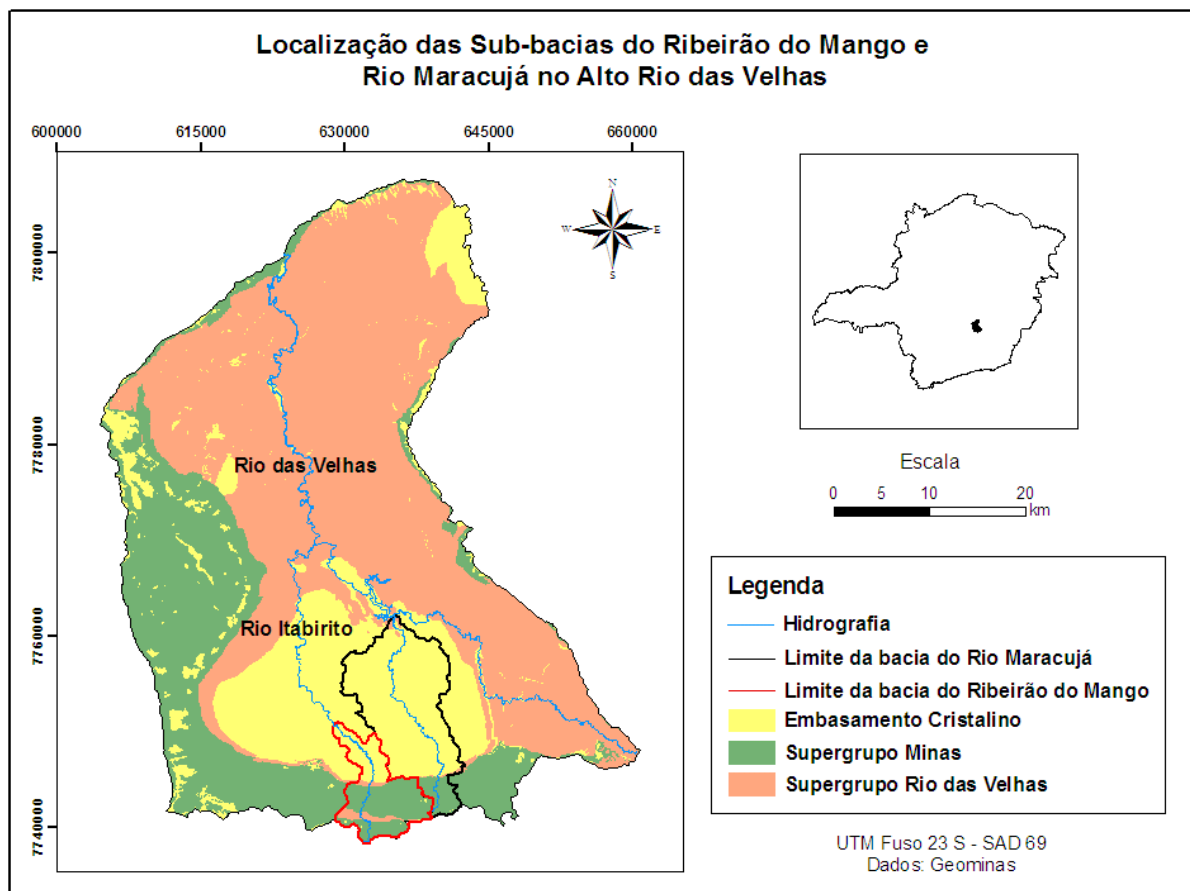 Localização das Sub-bacias do Ribeirão do Mango e
Rio Maracujá no Alto Rio das Velhas
600000 615000 630000 645000 660000
7800000
7780000
7760000
7740000
N
W E
S
Rio das Velhas
Rio Itabirito
Escala
0 5 10 20
km
Legenda
Hidrografia
Limite da bacia do Rio Maracujá
Limite da bacia do Ribeirão do Mango
Embasamento Cristalino
Supergrupo Minas
Supergrupo Rio das Velhas
UTM Fuso 23 S - SAD 69
Dados: Geominas